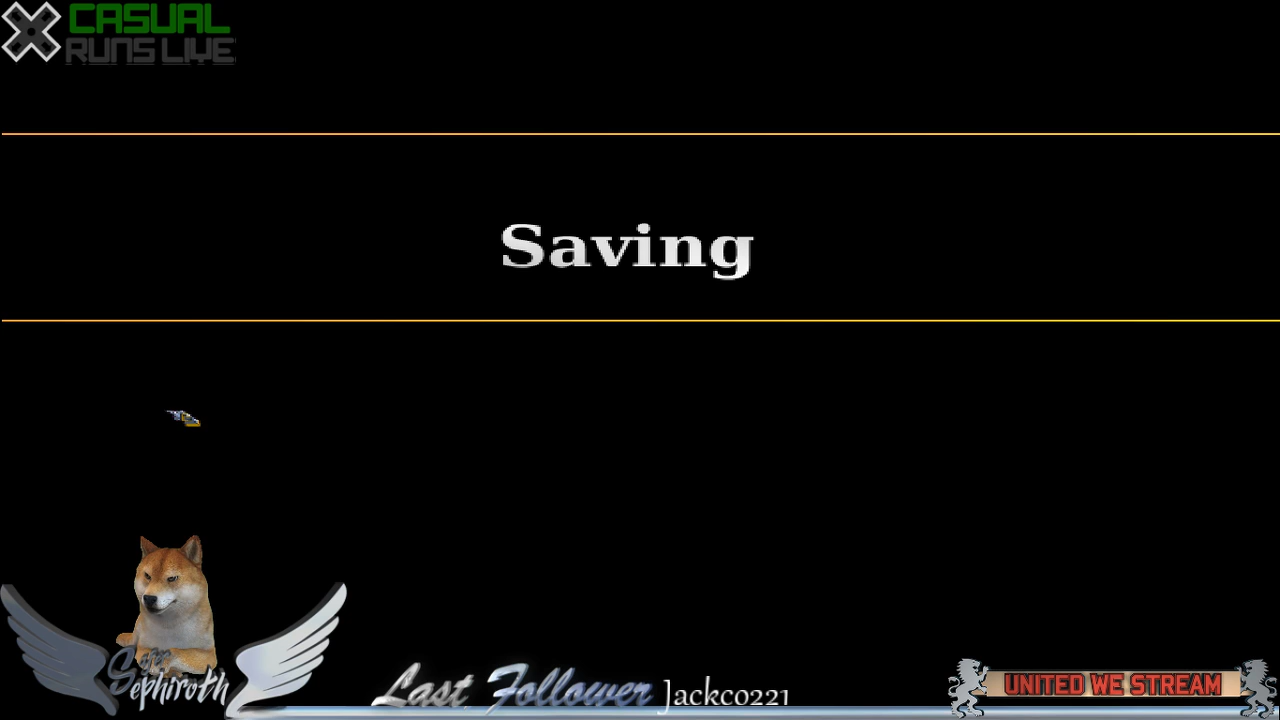 CASUAL
RUNS LIVE
Saving
Sephiroth
Last Follower Jackco221
UNITED WE STREAM